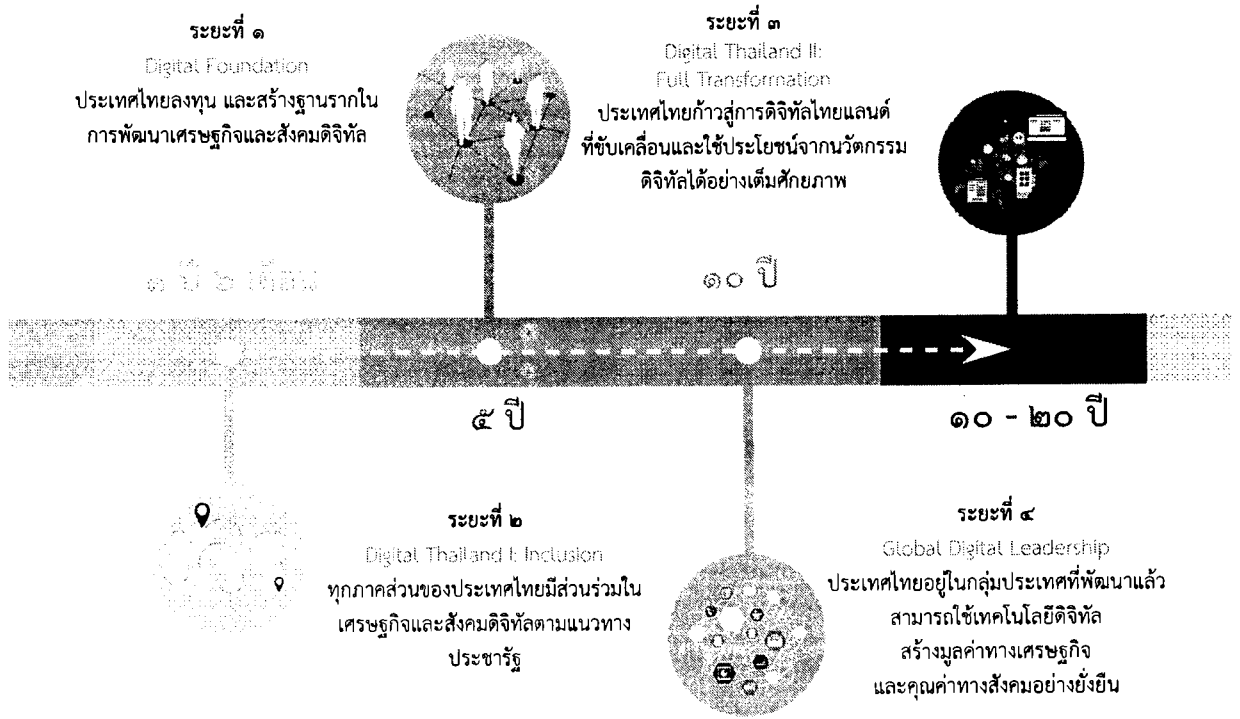 ระยะที่ ๑
Digital Foundation
ประเทศไทยลงทุน และสร้างฐานรากใน
การพัฒนาเศรษฐกิจและสังคมดิจิทัล
ระยะที่ ๓
Digital Thailand II:
Full Transformation
ประเทศไทยก้าวสู่การดิจิทัลไทยแลนด์
ที่ขับเคลื่อนและใช้ประโยชน์จากนวัตกรรม
ดิจิทัลได้อย่างเต็มศักยภาพ
๑ ปี ๖ เดือน
๑๐ ปี
๕ ปี
๑๐ - ๒๐ ปี
ระยะที่ ๒
Digital Thailand I: Inclusion
ทุกภาคส่วนของประเทศไทยมีส่วนร่วมใน
เศรษฐกิจและสังคมดิจิทัลตามแนวทาง
ประชารัฐ
ระยะที่ ๔
Global Digital Leadership
ประเทศไทยอยู่ในกลุ่มประเทศที่พัฒนาแล้ว
สามารถใช้เทคโนโลยีดิจิทัล
สร้างมูลค่าทางเศรษฐกิจ
และคุณค่าทางสังคมอย่างยั่งยืน